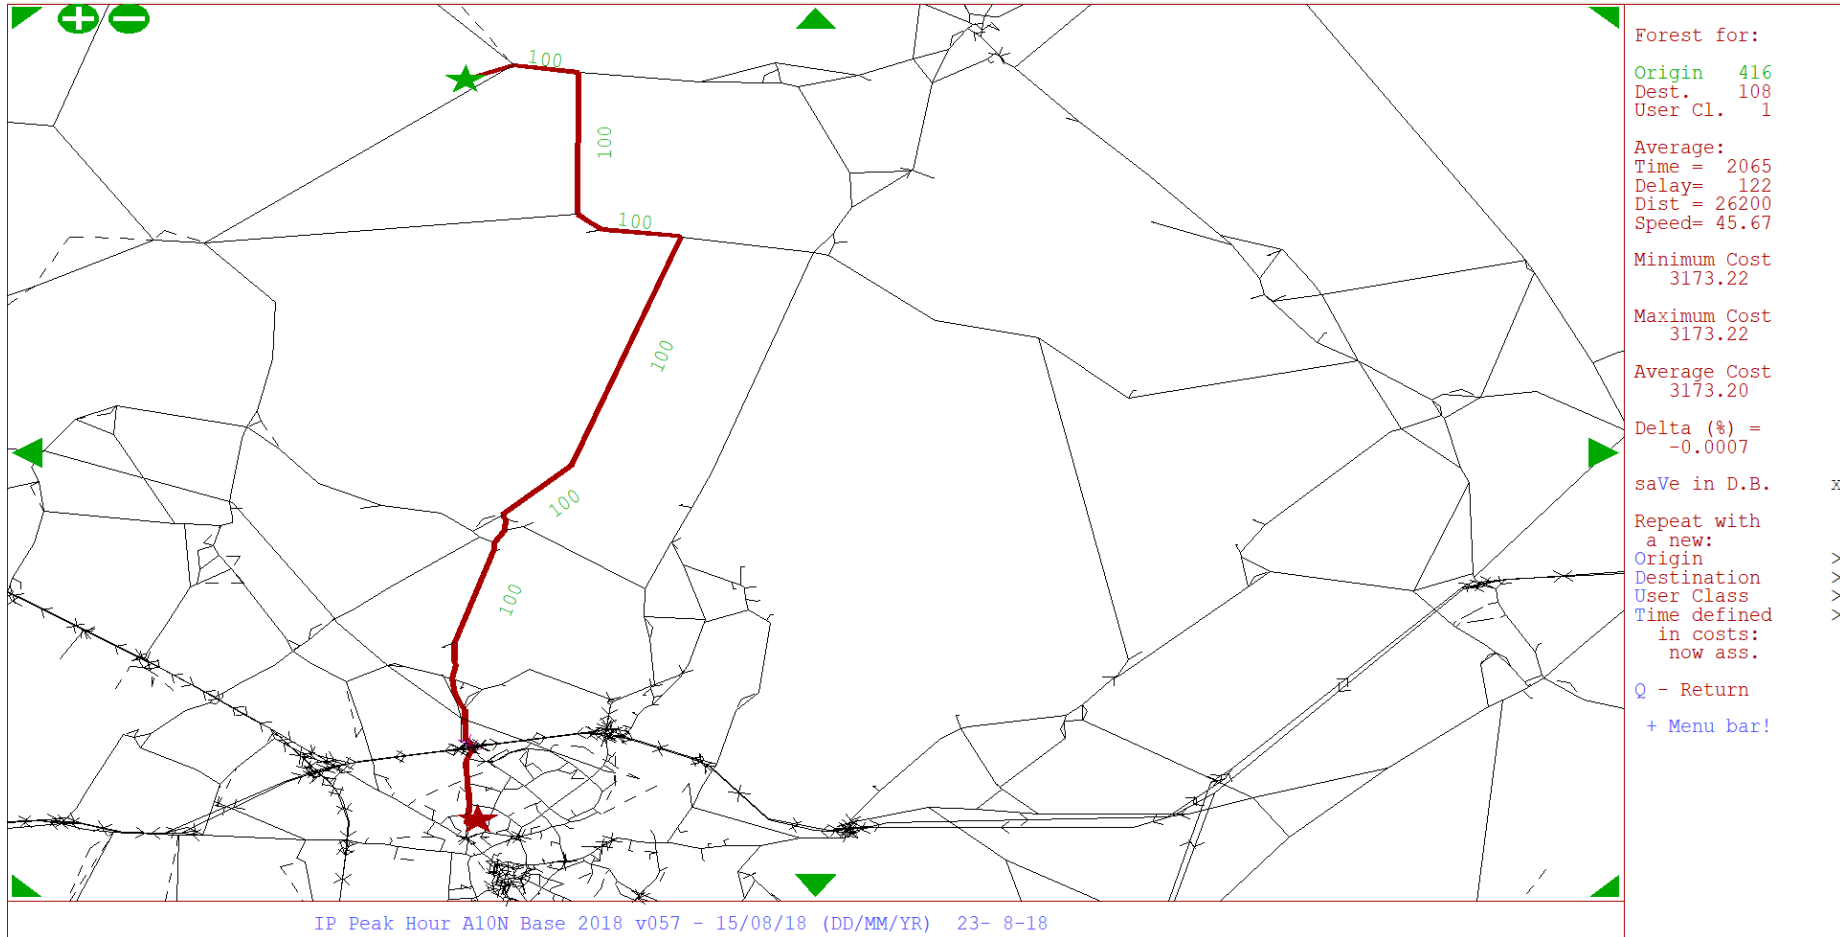 100
100
100
100
100
100
Forest for:
Origin 416
Dest. 108
User Cl. 1
Average:
Time = 2065
Delay= 122
Dist = 26200
Speed= 45.67
Minimum Cost
3173.22
Maximum Cost
3173.22
Average Cost
3173.20
Delta (%) =
-0.0007
saVe in D.B. x
Repeat with
a new:
Origin >
Destination >
User Class >
Time defined >
in costs:
now ass.
Q - Return
+ Menu bar!
IP Peak Hour A10N Base 2018 v057 - 15/08/18 (DD/MM/YR) 23- 8-18